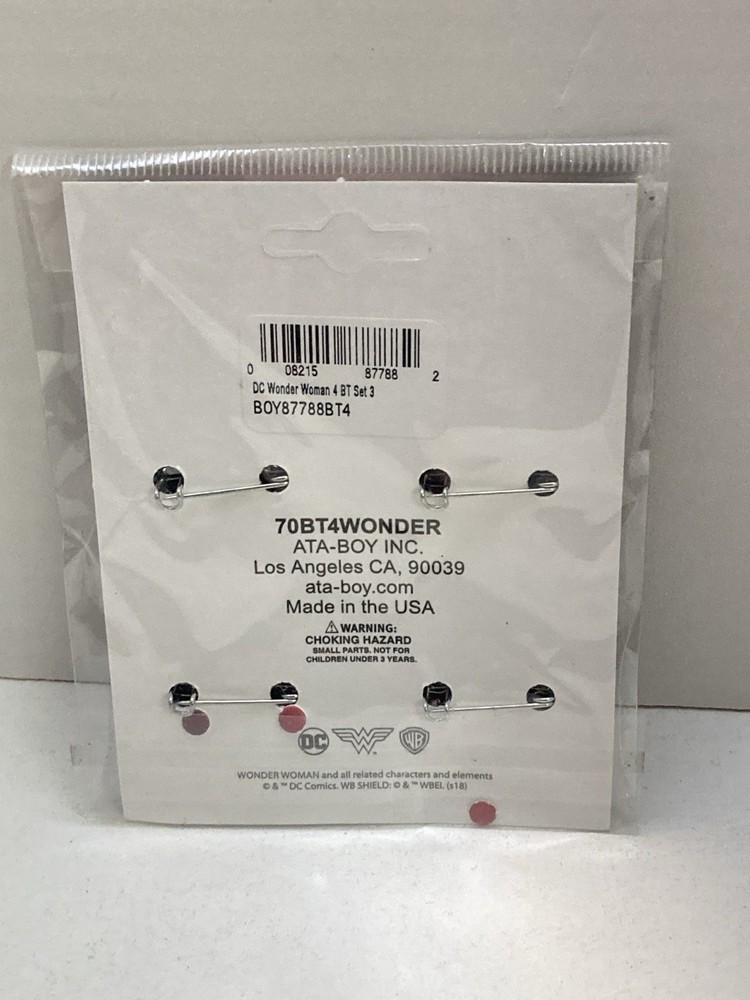 0 08215 87788 2
DC Wonder Woman 4 BT Set 3
BOY87788BT4
70BT4WONDER
ATA-BOY INC.
Los Angeles CA, 90039
ata-boy.com
Made in the USA
⚠ WARNING:
CHOKING HAZARD
SMALL PARTS. NOT FOR
CHILDREN UNDER 3 YEARS.
DC WB
WONDER WOMAN and all related characters and elements
© & ™ DC Comics. WB SHIELD: © & ™ WBEI. (s18)